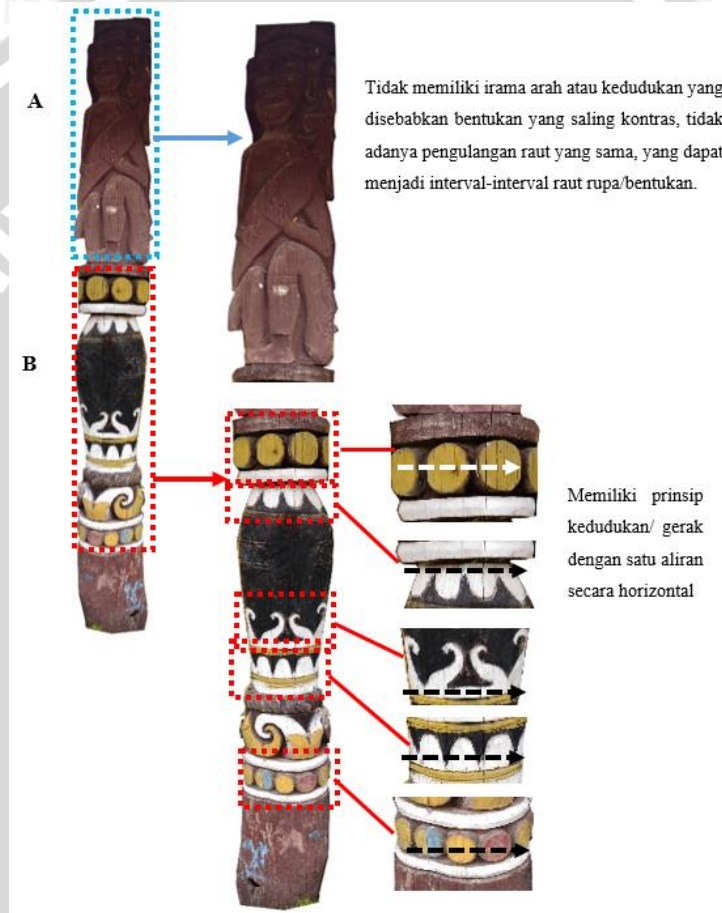 A
Tidak memiliki irama arah atau kedudukan yang
disebabkan bentukan yang saling kontras, tidak
adanya pengulangan raut yang sama, yang dapat
menjadi interval-interval raut rupa/bentukan.
B
Memiliki prinsip
kedudukan/ gerak
dengan satu aliran
secara horizontal